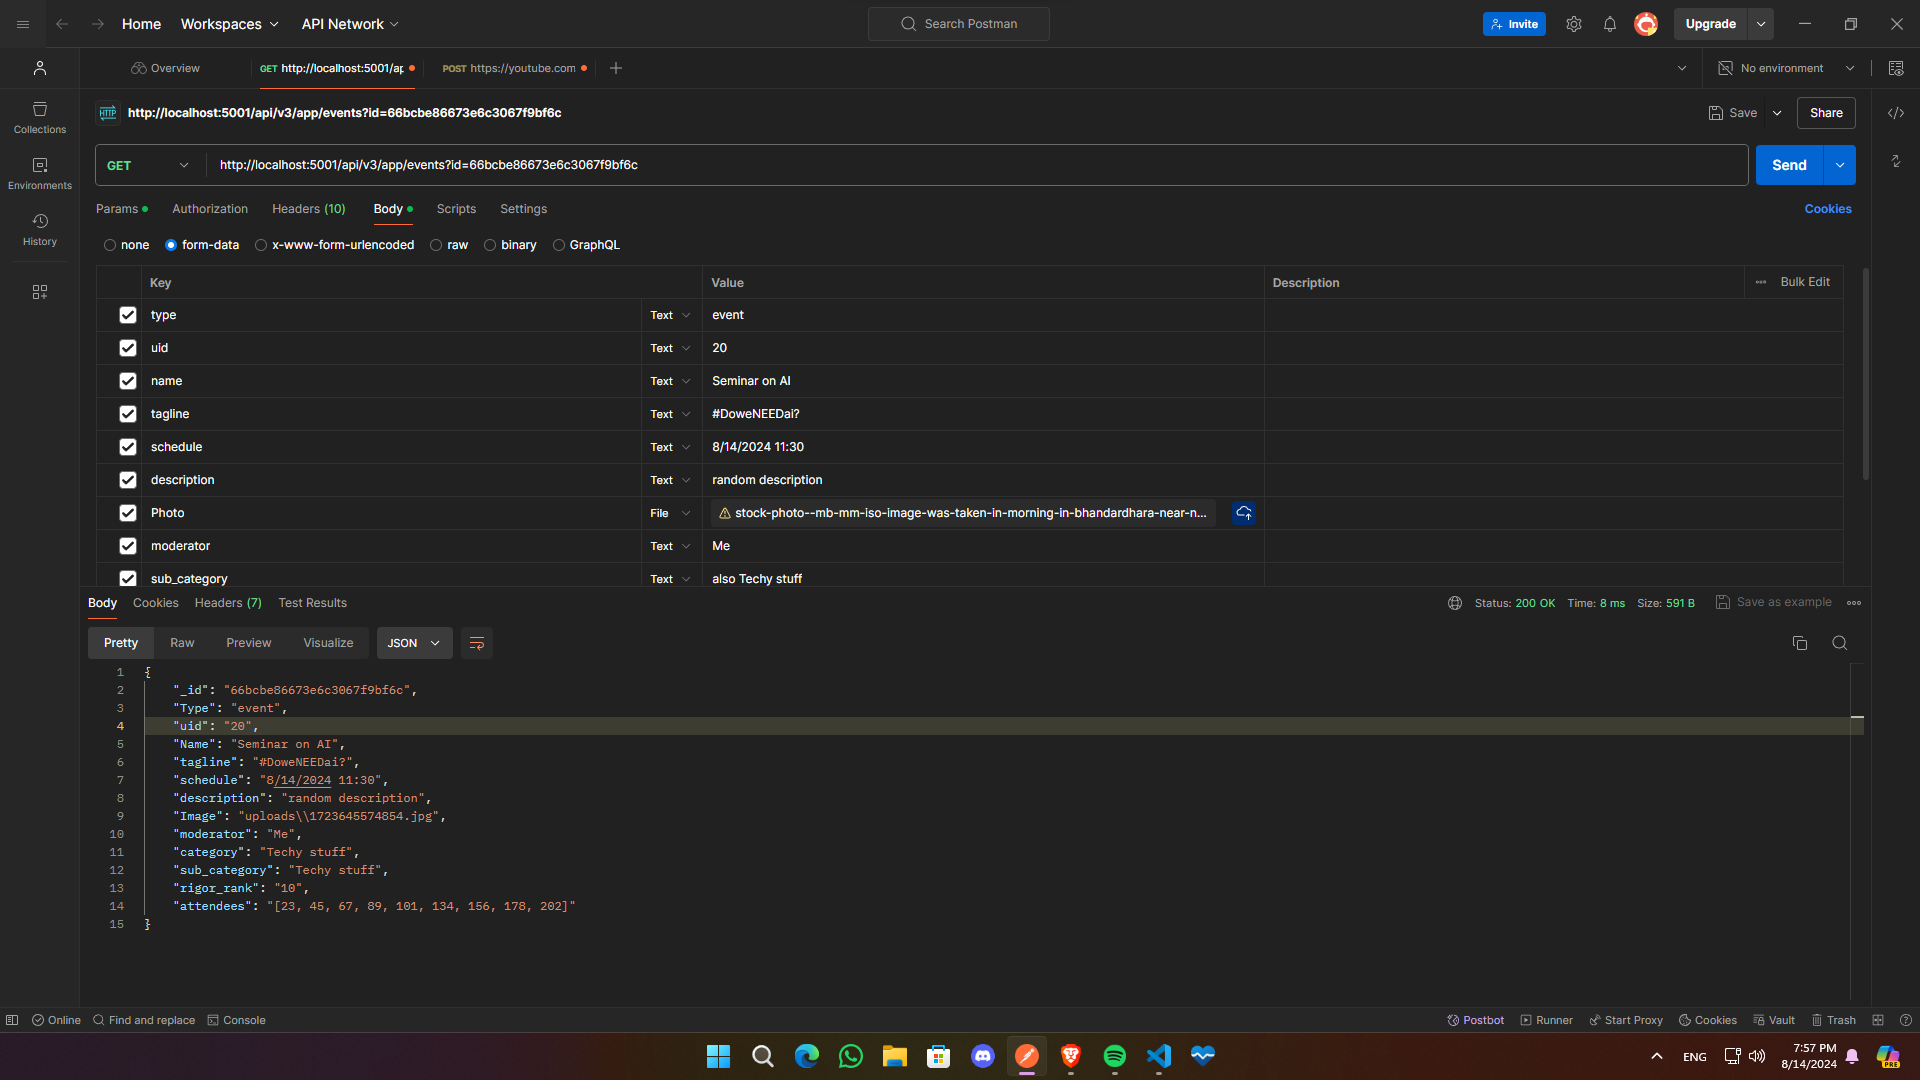 Home Workspaces API Network Search Postman Invite Upgrade
Overview GET http://localhost:5001/ap POST https://youtube.com No environment
HTTP http://localhost:5001/api/v3/app/events?id=66bcbe86673e6c3067f9bf6c Save Share
Collections
GET http://localhost:5001/api/v3/app/events?id=66bcbe86673e6c3067f9bf6c Send
Environments
Params Authorization Headers (10) Body Scripts Settings Cookies
History
none form-data x-www-form-urlencoded raw binary GraphQL
Key Value Description Bulk Edit
type Text event
uid Text 20
name Text Seminar on AI
tagline Text #DoweNEEDai?
schedule Text 8/14/2024 11:30
description Text random description
Photo File stock-photo--mb-mm-iso-image-was-taken-in-morning-in-bhandardhara-near-n...
moderator Text Me
sub_category Text also Techy stuff
Body Cookies Headers (7) Test Results Status: 200 OK Time: 8 ms Size: 591 B Save as example
Pretty Raw Preview Visualize JSON
1 {
2 "_id": "66bcbe86673e6c3067f9bf6c",
3 "Type": "event",
4 "uid": "20",
5 "Name": "Seminar on AI",
6 "tagline": "#DoweNEEDai?",
7 "schedule": "8/14/2024 11:30",
8 "description": "random description",
9 "Image": "uploads\\1723645574854.jpg",
10 "moderator": "Me",
11 "category": "Techy stuff",
12 "sub_category": "Techy stuff",
13 "rigor_rank": "10",
14 "attendees": "[23, 45, 67, 89, 101, 134, 156, 178, 202]"
15 }
Online Find and replace Console Postbot Runner Start Proxy Cookies Vault Trash
ENG 7:57 PM
8/14/2024
PRE